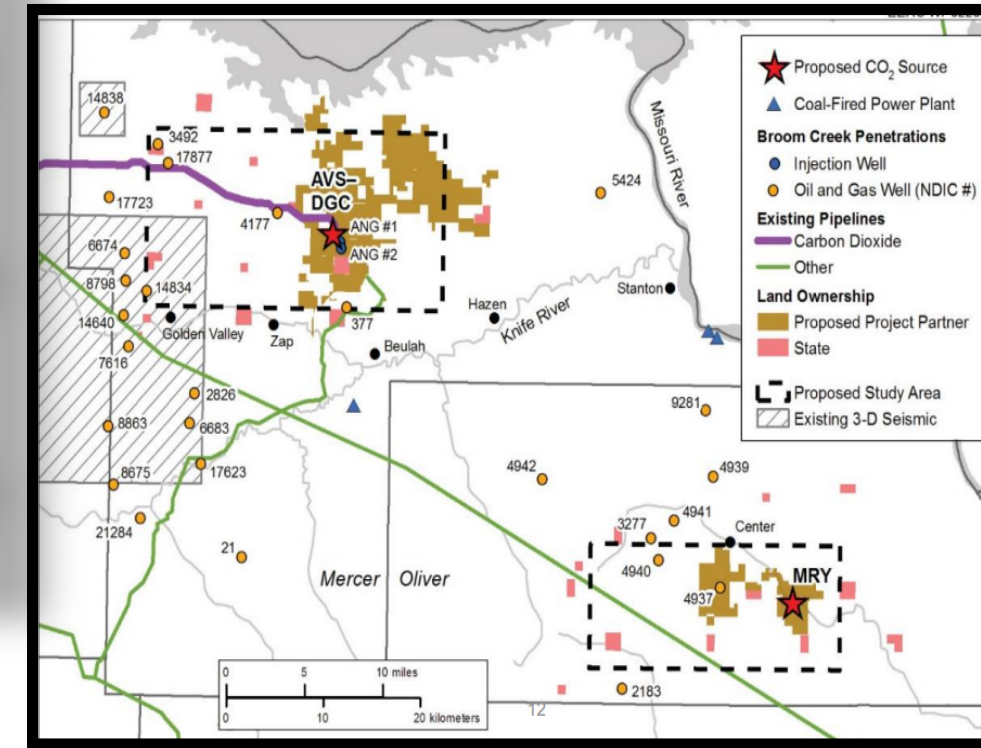 14838
3492
17877
AVS–
DGC
ANG #1
ANG #2
4177
17723
6674
8798
14834
14640
7616
Golden Valley
Zap
377
Beulah
Hazen
Knife River
Stanton
Missouri River
5424
2826
8863
6683
8675
17623
21284
21
Mercer
Oliver
9281
4942
4939
4941
3277
Center
4940
4937
MRY
2183
0 5 10 miles
0 10 20 kilometers
12
Proposed CO₂ Source
Coal-Fired Power Plant
Broom Creek Penetrations
Injection Well
Oil and Gas Well (NDIC #)
Existing Pipelines
Carbon Dioxide
Other
Land Ownership
Proposed Project Partner
State
Proposed Study Area
Existing 3-D Seismic